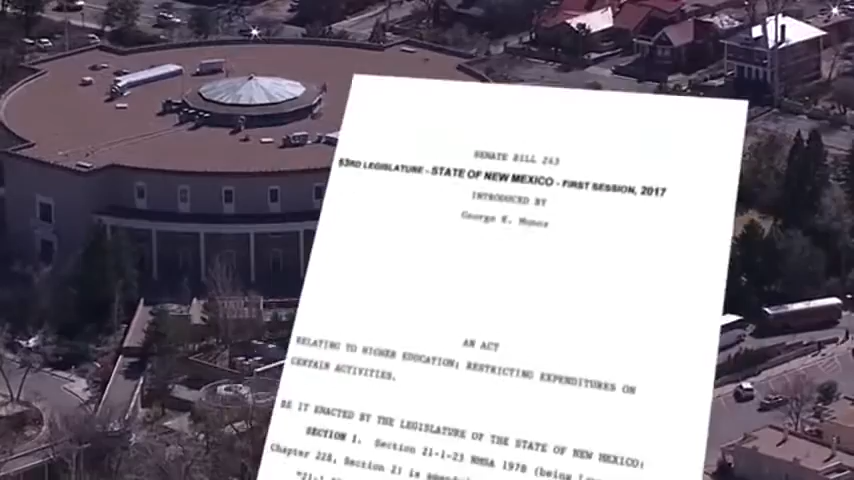 SENATE BILL 263
53RD LEGISLATURE - STATE OF NEW MEXICO - FIRST SESSION, 2017
INTRODUCED BY
George K. Munoz
AN ACT
RELATING TO HIGHER EDUCATION; RESTRICTING EXPENDITURES ON
CERTAIN ACTIVITIES.
BE IT ENACTED BY THE LEGISLATURE OF THE STATE OF NEW MEXICO:
SECTION 1. Section 21-1-23 NMSA 1978 (being
Chapter 228, Section 2) is
"21-1